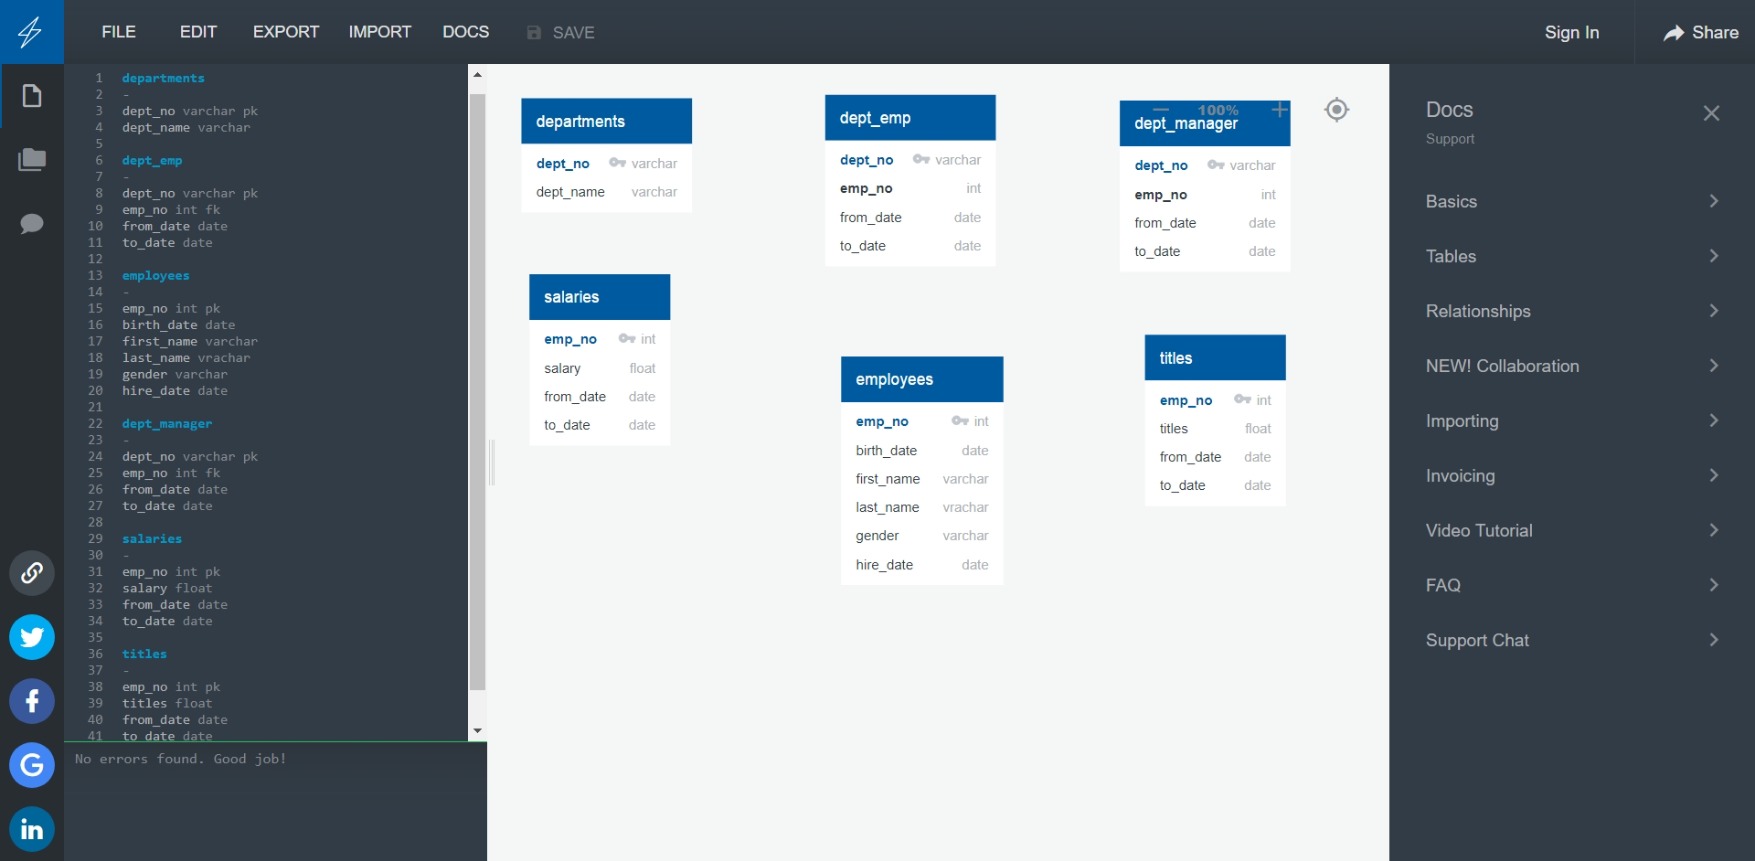 FILE EDIT EXPORT IMPORT DOCS SAVE Sign In Share
1 departments
2 -
3 dept_no varchar pk
4 dept_name varchar
5
6 dept_emp
7 -
8 dept_no varchar pk
9 emp_no int fk
10 from_date date
11 to_date date
12
13 employees
14 -
15 emp_no int pk
16 birth_date date
17 first_name varchar
18 last_name vrachar
19 gender varchar
20 hire_date date
21
22 dept_manager
23 -
24 dept_no varchar pk
25 emp_no int fk
26 from_date date
27 to_date date
28
29 salaries
30 -
31 emp_no int pk
32 salary float
33 from_date date
34 to_date date
35
36 titles
37 -
38 emp_no int pk
39 titles float
40 from_date date
41 to_date date
No errors found. Good job!
departments
dept_no varchar
dept_name varchar
dept_emp
dept_no varchar
emp_no int
from_date date
to_date date
100%
dept_manager
dept_no varchar
emp_no int
from_date date
to_date date
salaries
emp_no int
salary float
from_date date
to_date date
employees
emp_no int
birth_date date
first_name varchar
last_name vrachar
gender varchar
hire_date date
titles
emp_no int
titles float
from_date date
to_date date
Docs
Support
Basics
Tables
Relationships
NEW! Collaboration
Importing
Invoicing
Video Tutorial
FAQ
Support Chat
f
G
in